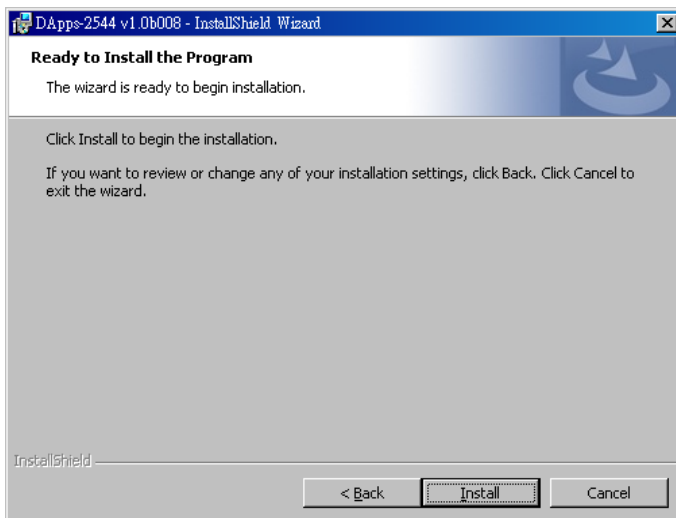 DApps-2544 v1.0b008 - InstallShield Wizard
Ready to Install the Program
The wizard is ready to begin installation.
Click Install to begin the installation.
If you want to review or change any of your installation settings, click Back. Click Cancel to
exit the wizard.
InstallShield
< Back
Install
Cancel